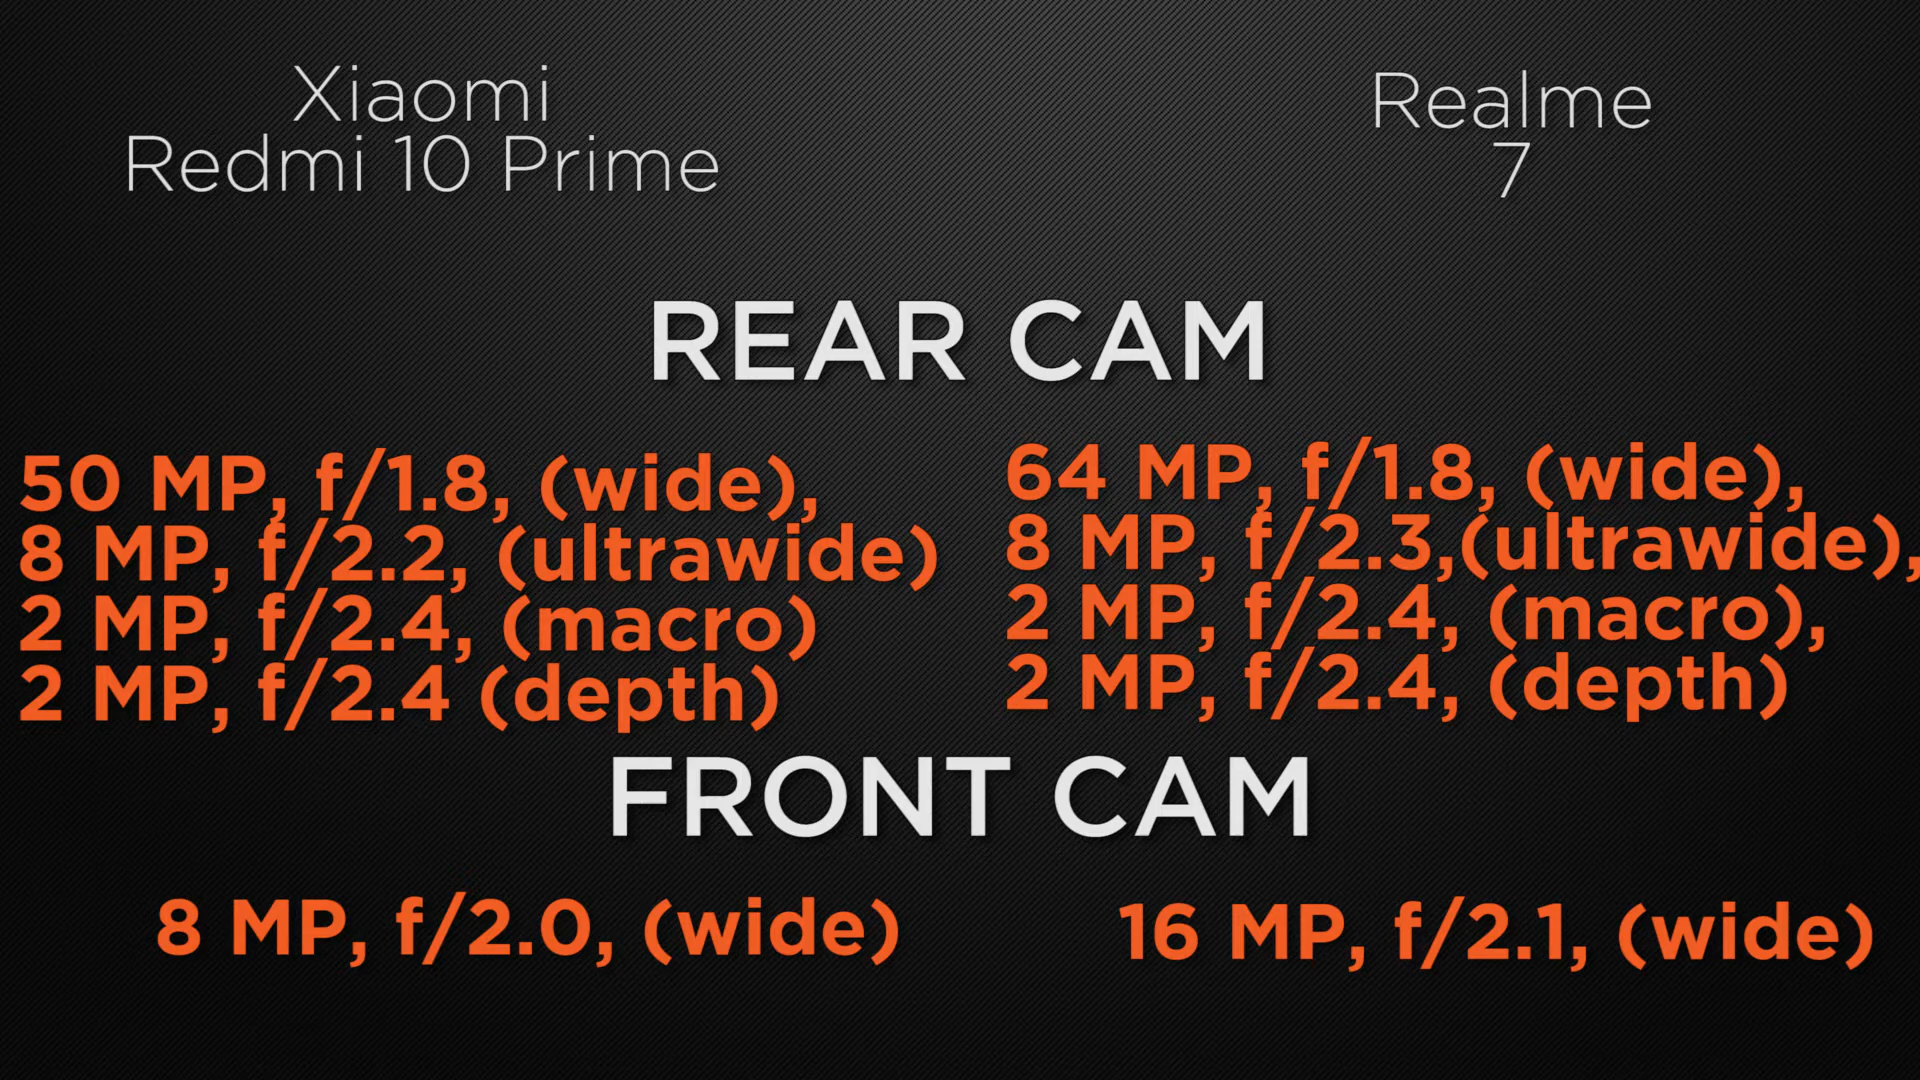 Xiaomi
Redmi 10 Prime
Realme
7
REAR CAM
50 MP, f/1.8, (wide),
8 MP, f/2.2, (ultrawide)
2 MP, f/2.4, (macro)
2 MP, f/2.4 (depth)
64 MP, f/1.8, (wide),
8 MP, f/2.3,(ultrawide),
2 MP, f/2.4, (macro),
2 MP, f/2.4, (depth)
FRONT CAM
8 MP, f/2.0, (wide)
16 MP, f/2.1, (wide)